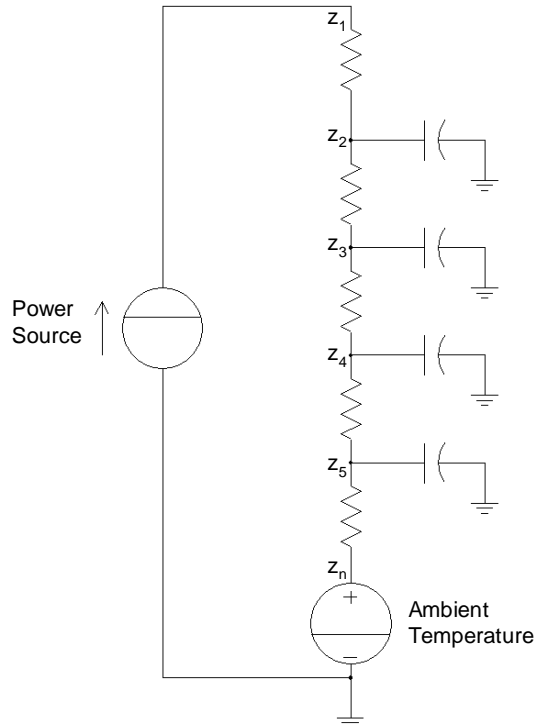 z1
z2
z3
z4
z5
zn
Power
Source
+
−
Ambient
Temperature